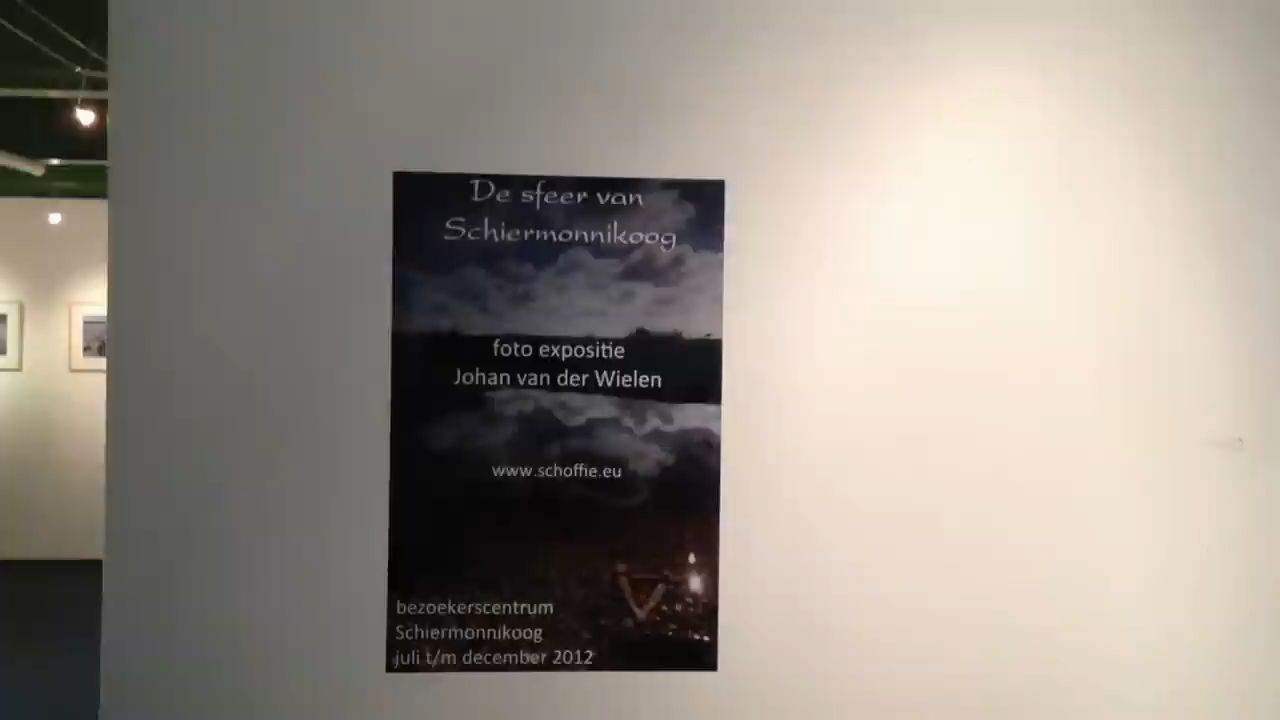 De sfeer van
Schiermonnikoog
foto expositie
Johan van der Wielen
www.schoffie.eu
bezoekerscentrum
Schiermonnikoog
juli t/m december 2012